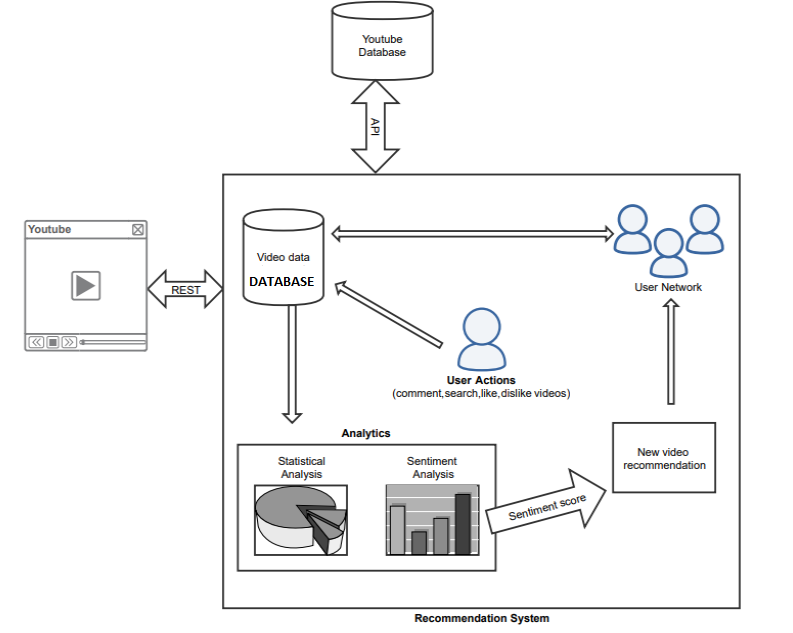 Youtube
Database
API
Youtube
REST
Video data
DATABASE
User Network
User Actions
(comment,search,like,dislike videos)
Analytics
Statistical
Analysis
Sentiment
Analysis
Sentiment score
New video
recommendation
Recommendation System